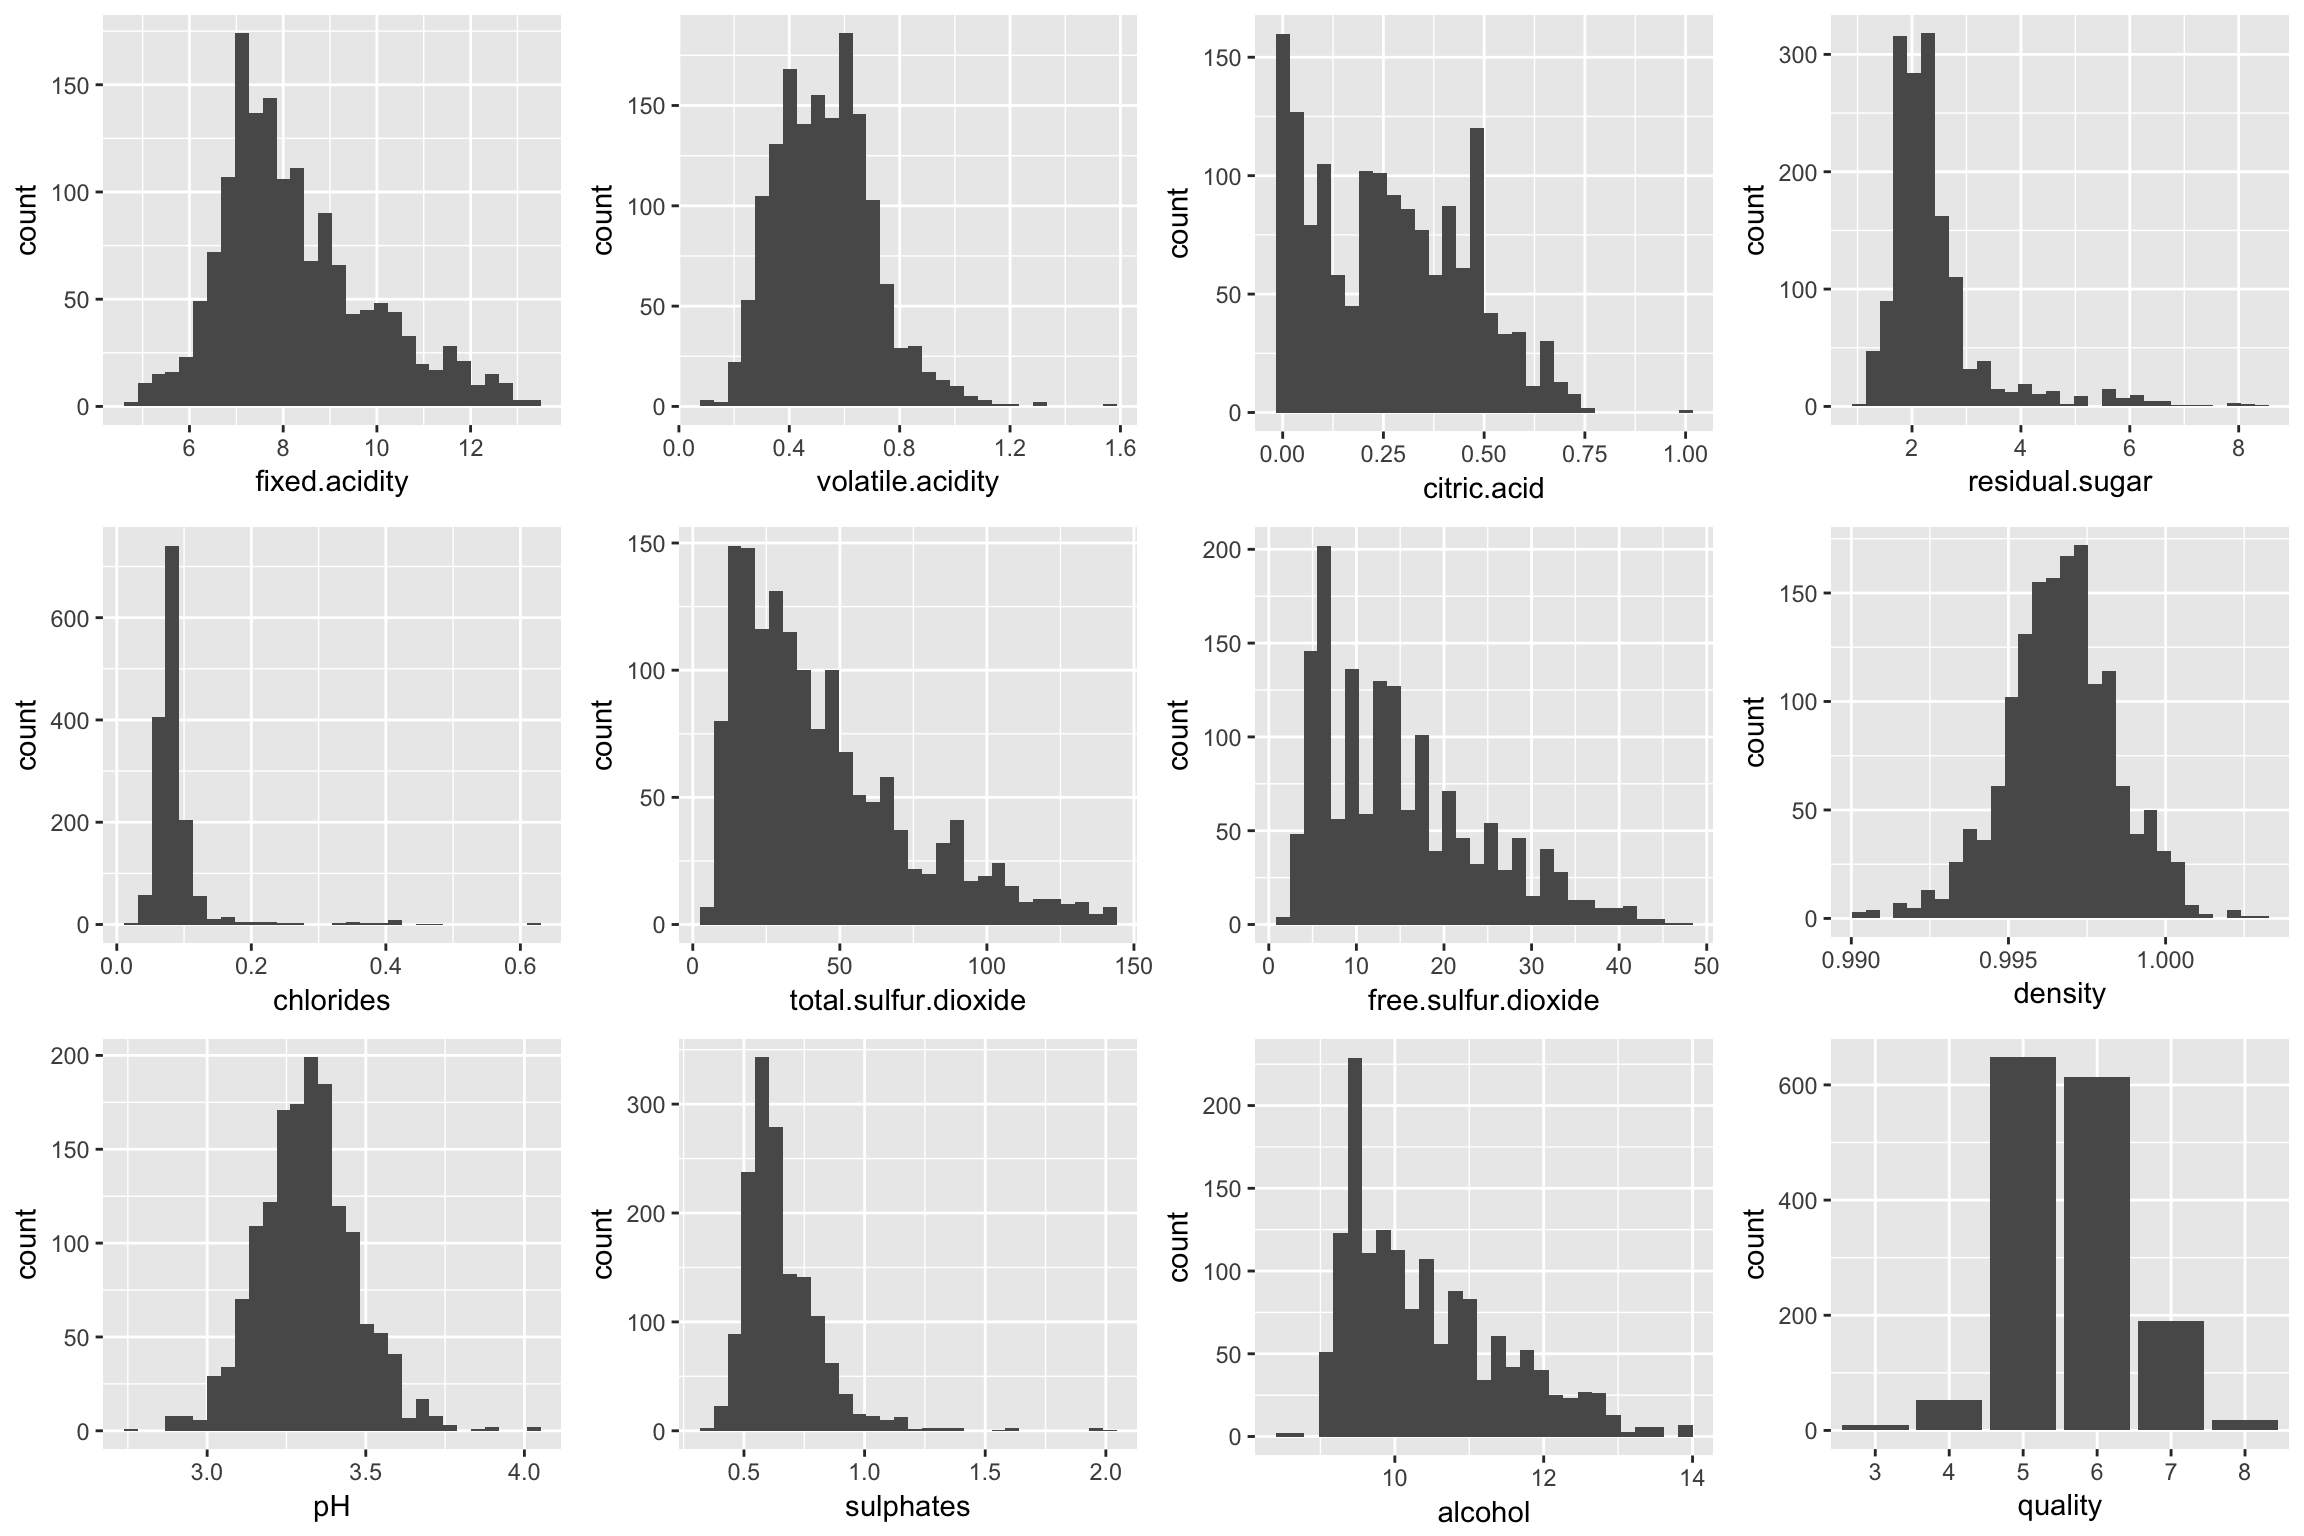 count
150
100
50
0
6 8 10 12
fixed.acidity
count
150
100
50
0
0.0 0.4 0.8 1.2 1.6
volatile.acidity
count
150
100
50
0
0.00 0.25 0.50 0.75 1.00
citric.acid
count
300
200
100
0
2 4 6 8
residual.sugar
count
600
400
200
0
0.0 0.2 0.4 0.6
chlorides
count
150
100
50
0
0 50 100 150
total.sulfur.dioxide
count
200
150
100
50
0
0 10 20 30 40 50
free.sulfur.dioxide
count
150
100
50
0
0.990 0.995 1.000
density
count
200
150
100
50
0
3.0 3.5 4.0
pH
count
300
200
100
0
0.5 1.0 1.5 2.0
sulphates
count
200
150
100
50
0
10 12 14
alcohol
count
600
400
200
0
3 4 5 6 7 8
quality